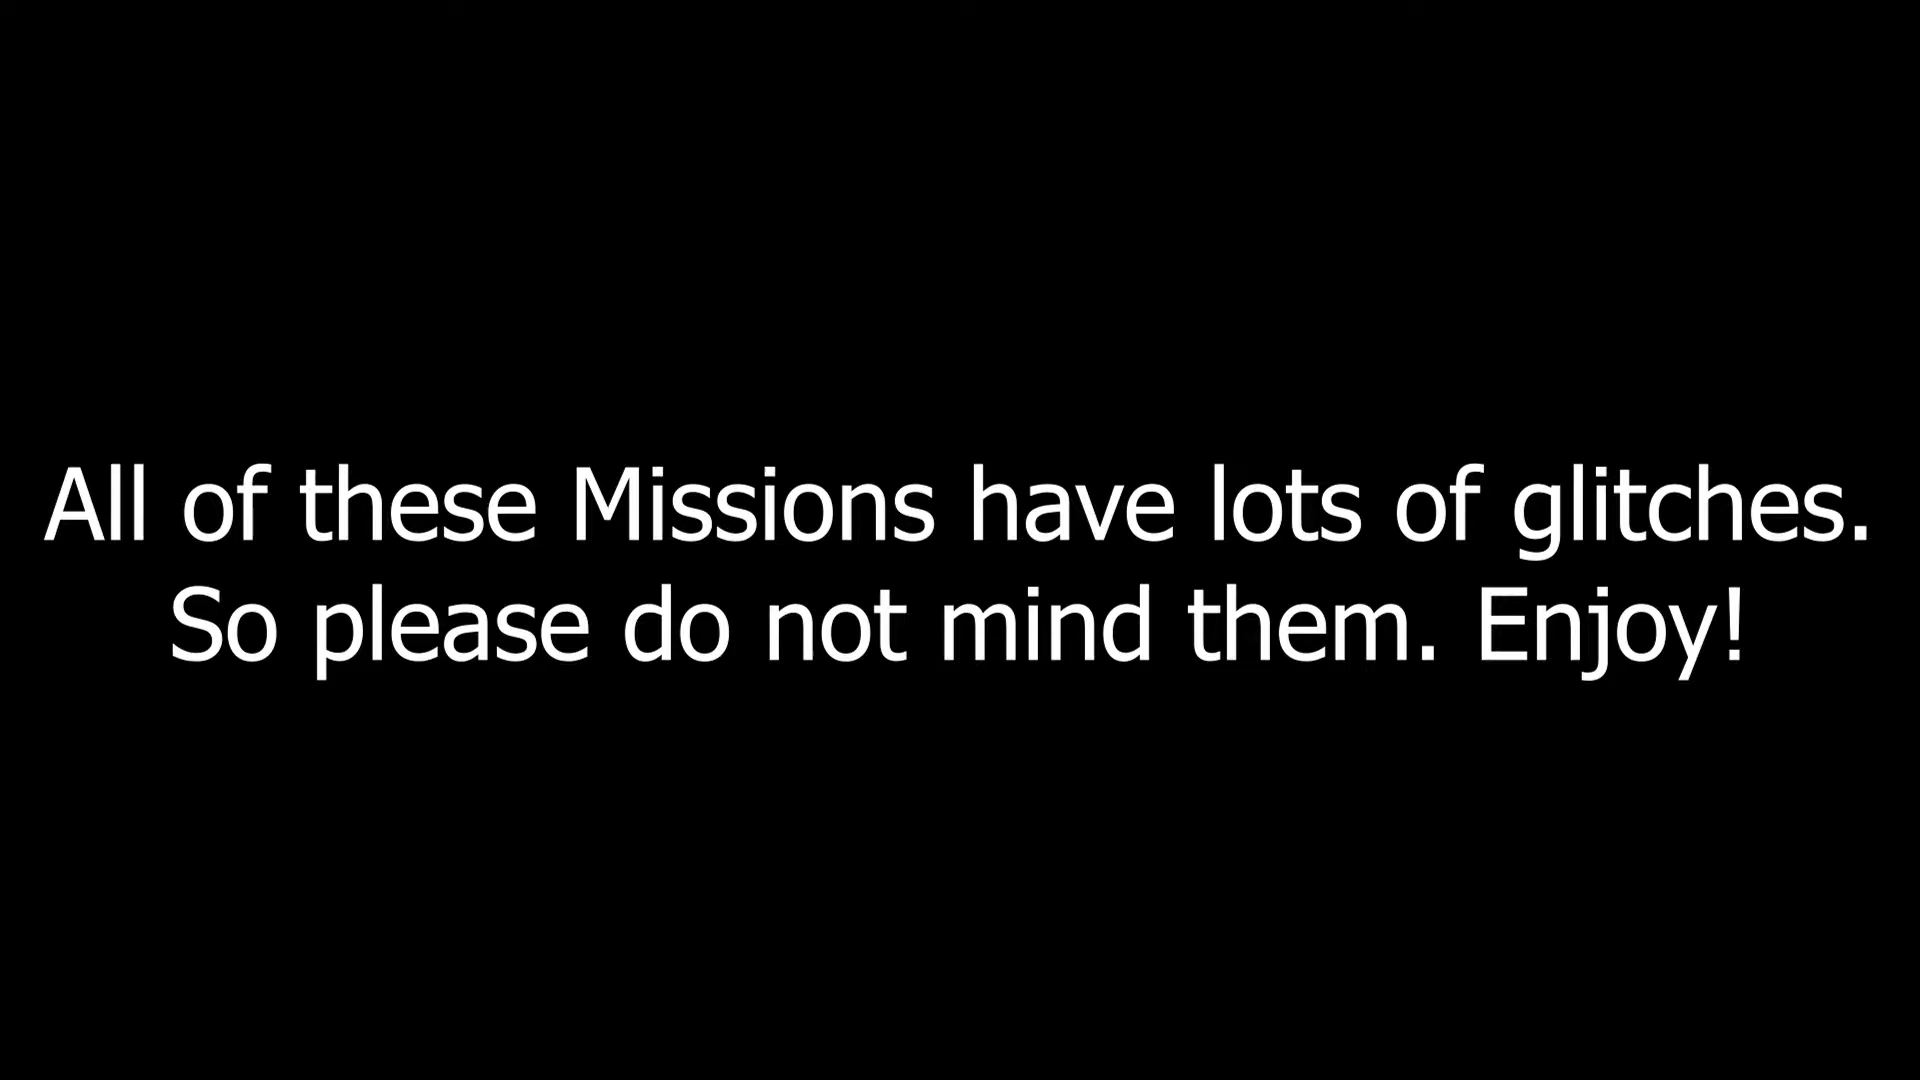 All of these Missions have lots of glitches.
So please do not mind them. Enjoy!